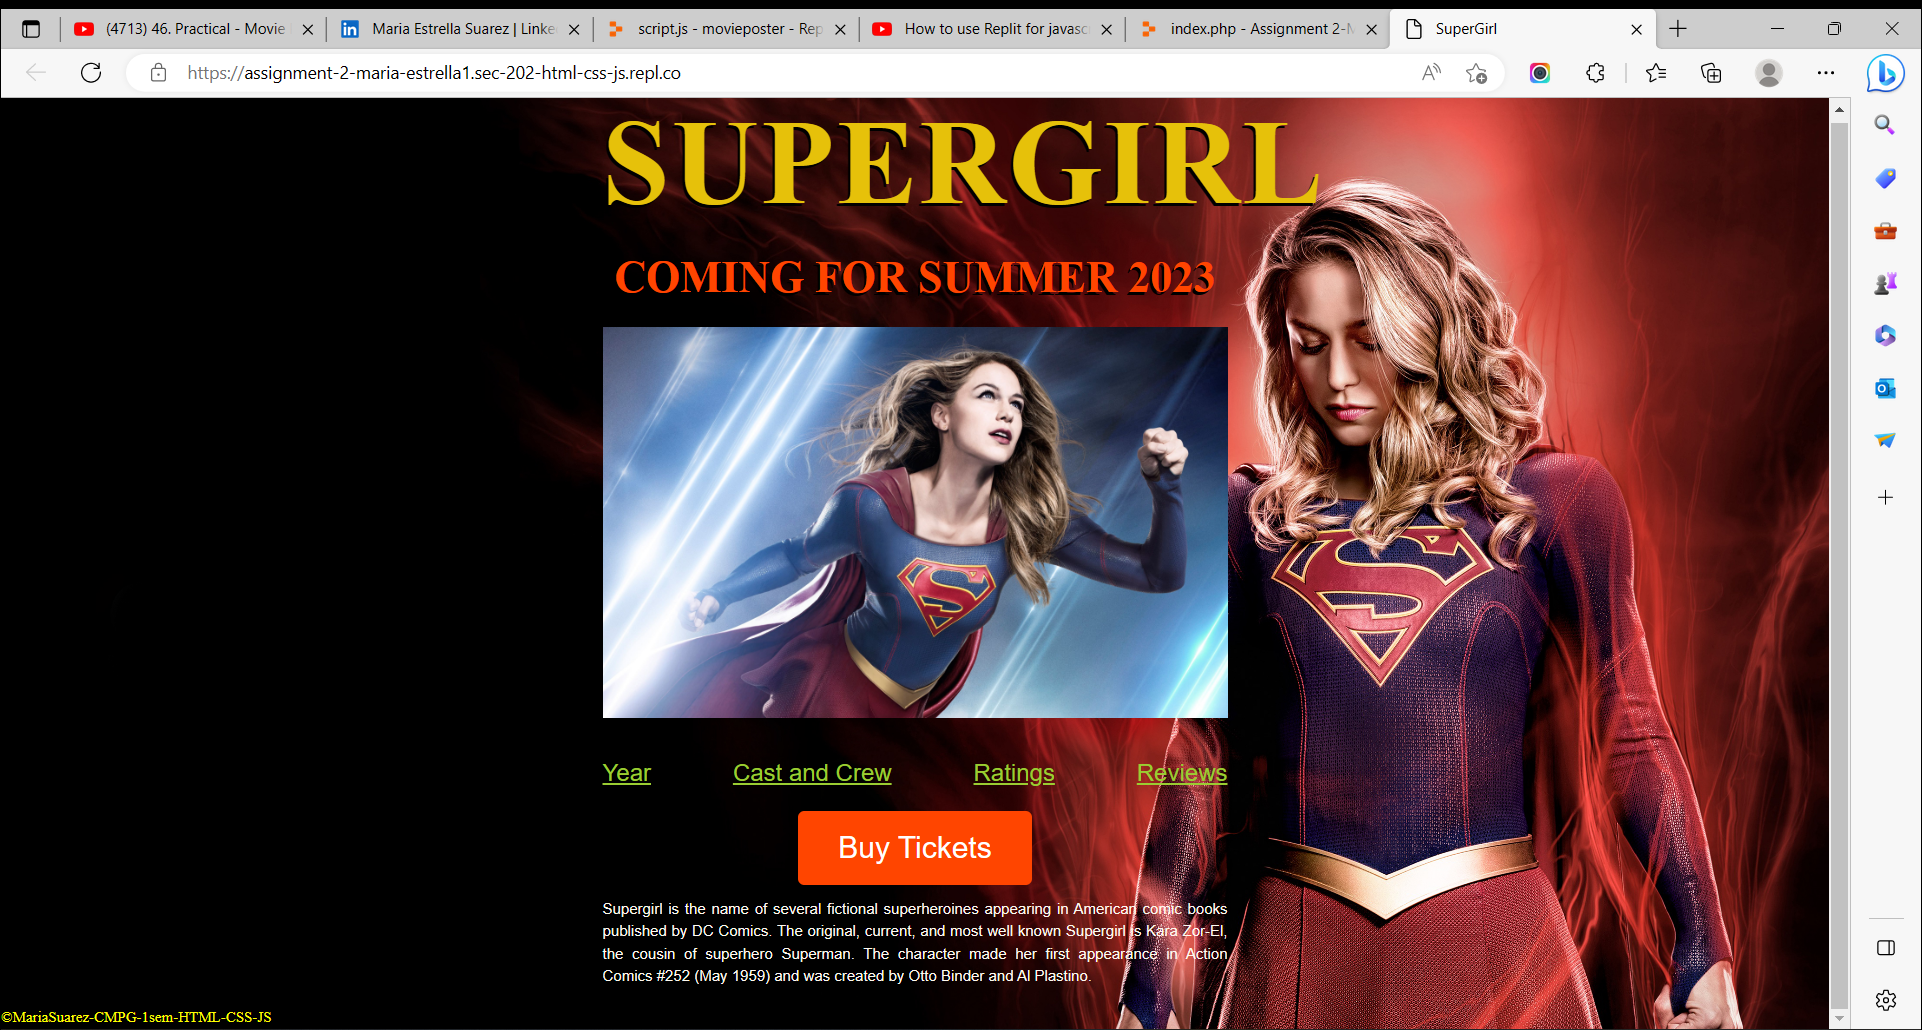 (4713) 46. Practical - Movie
Maria Estrella Suarez | Linke
script.js - movieposter - Rep
How to use Replit for javasc
index.php - Assignment 2-M
SuperGirl
https://assignment-2-maria-estrella1.sec-202-html-css-js.repl.co
SUPERGIRL
COMING FOR SUMMER 2023
Year
Cast and Crew
Ratings
Reviews
Buy Tickets
Supergirl is the name of several fictional superheroines appearing in American comic books
published by DC Comics. The original, current, and most well known Supergirl is Kara Zor-El,
the cousin of superhero Superman. The character made her first appearance in Action
Comics #252 (May 1959) and was created by Otto Binder and Al Plastino.
©MariaSuarez-CMPG-1sem-HTML-CSS-JS